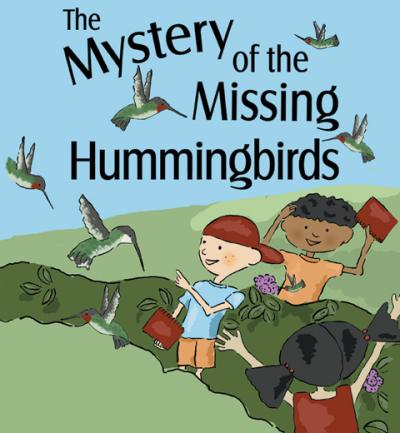 The
Mystery
of the
Missing
Hummingbirds